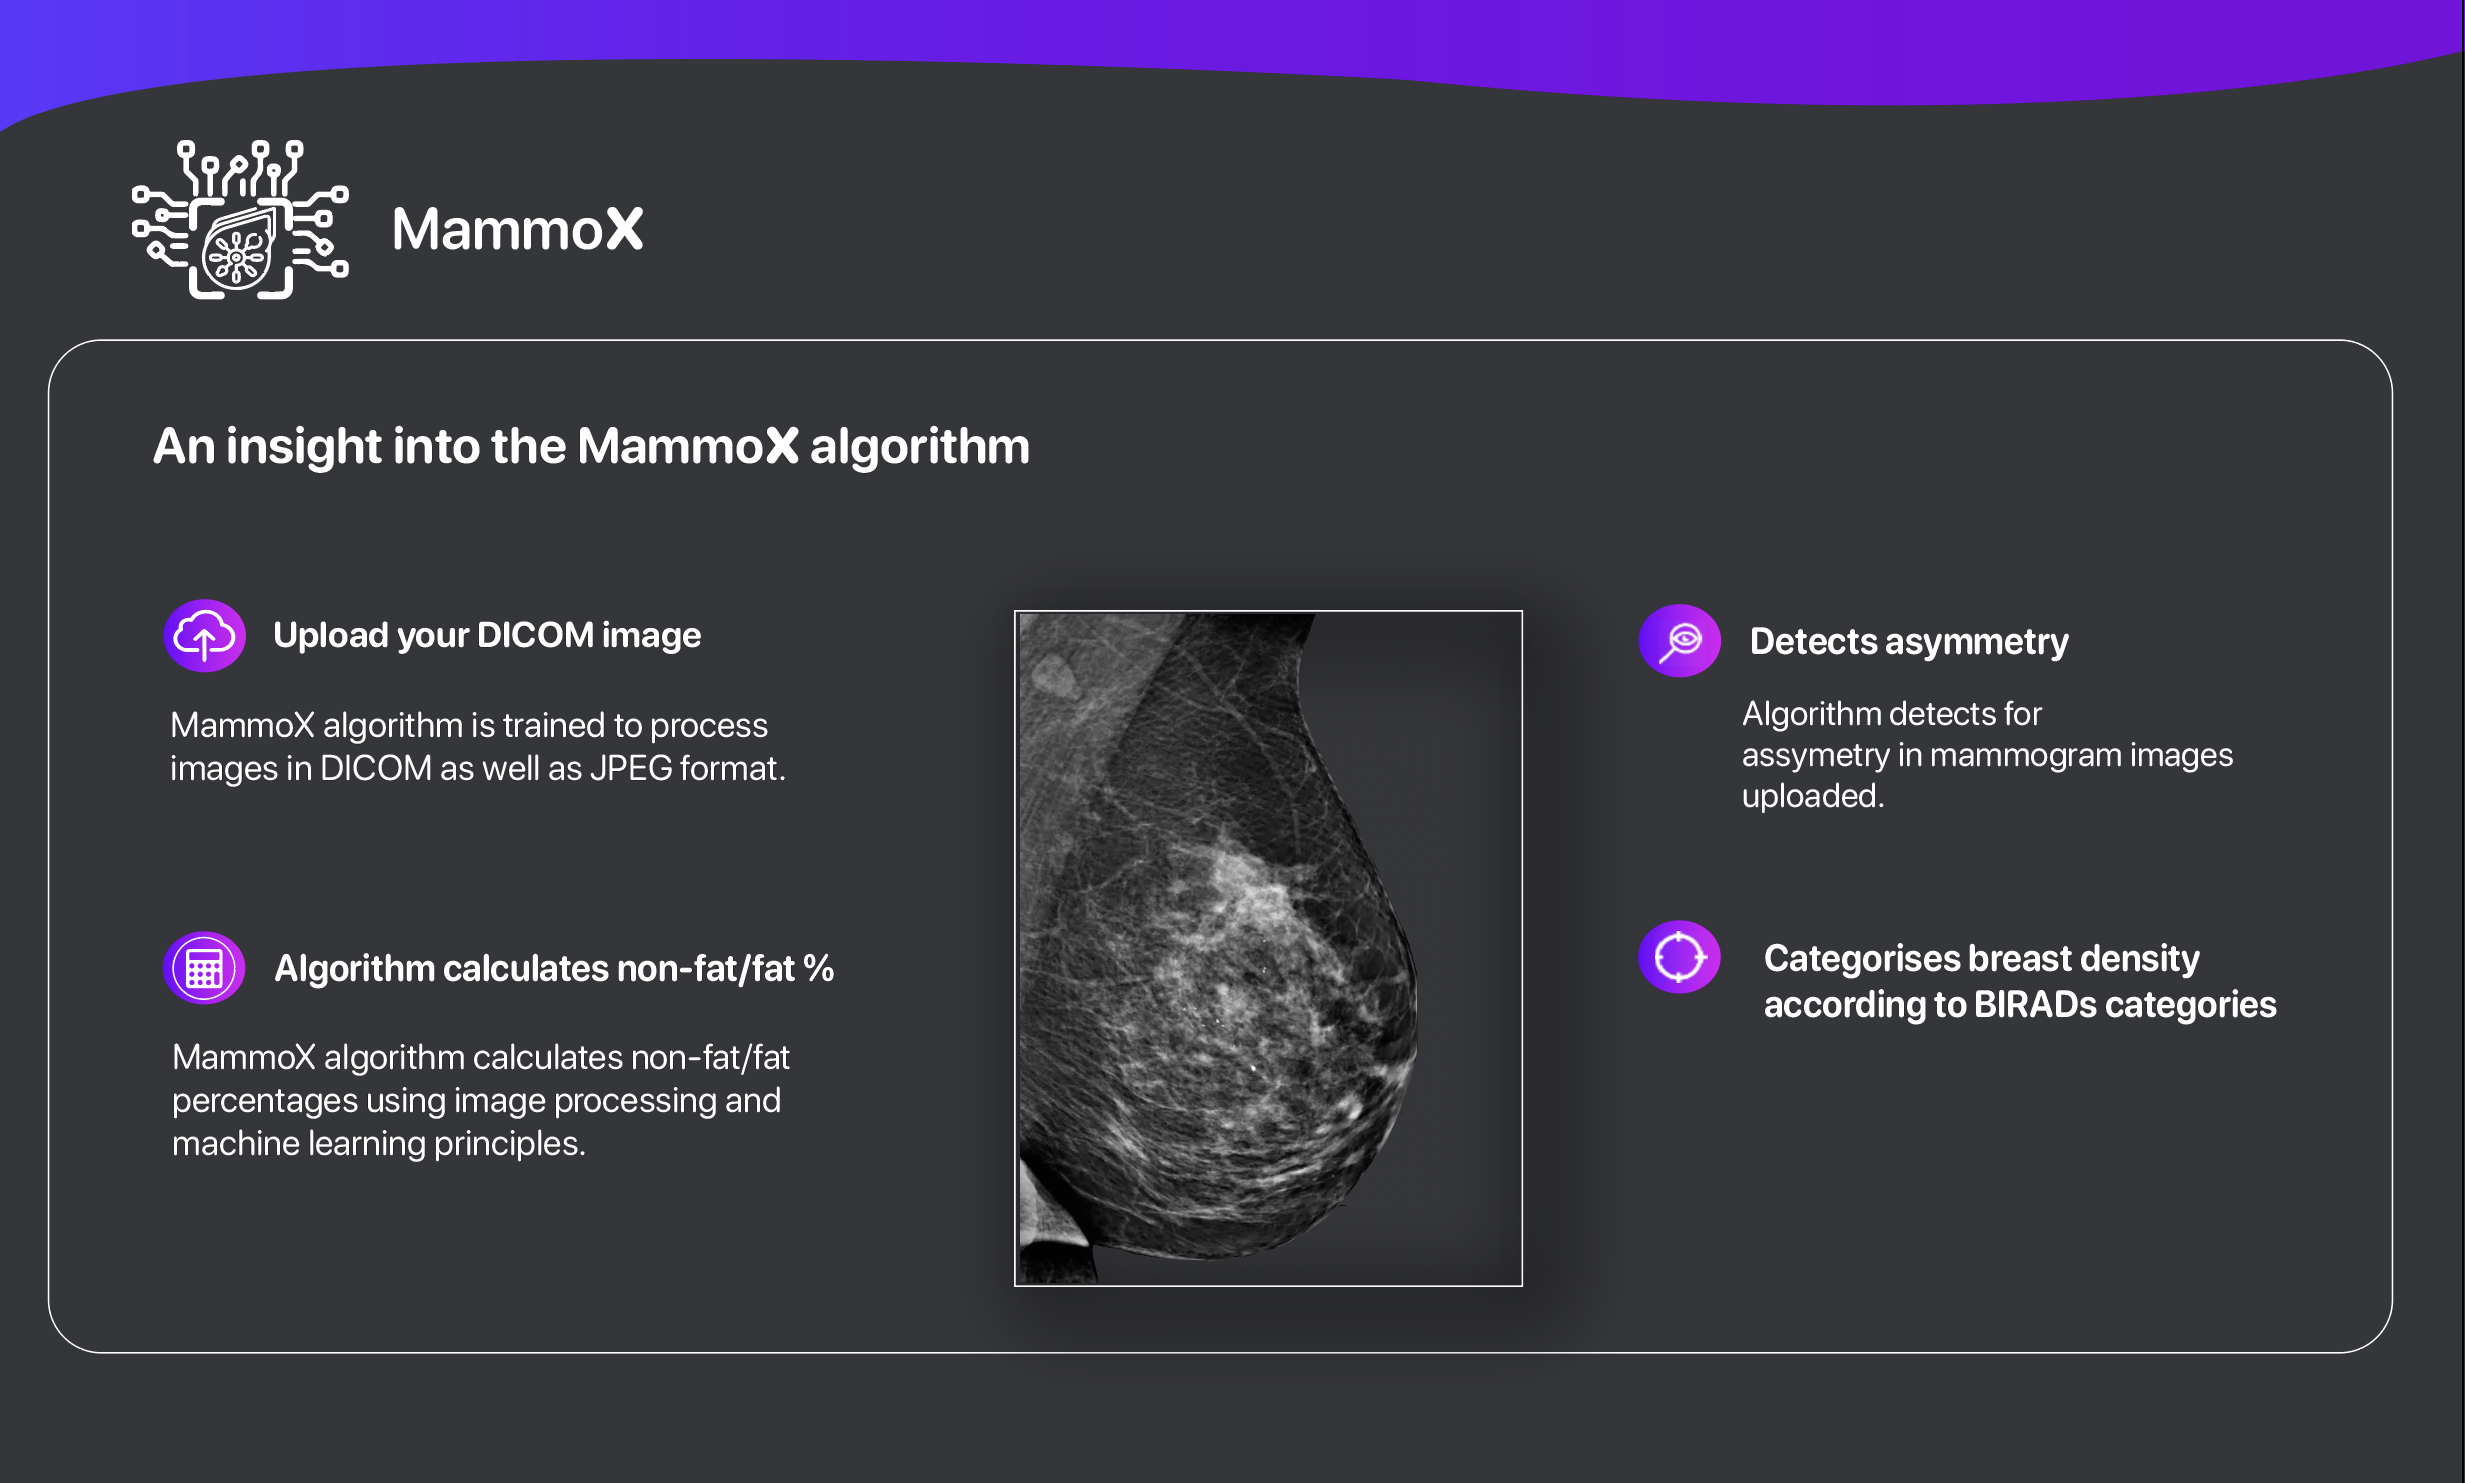 MammoX
An insight into the MammoX algorithm
Upload your DICOM image
MammoX algorithm is trained to process
images in DICOM as well as JPEG format.
Algorithm calculates non-fat/fat %
MammoX algorithm calculates non-fat/fat
percentages using image processing and
machine learning principles.
Detects asymmetry
Algorithm detects for
assymetry in mammogram images
uploaded.
Categorises breast density
according to BIRADs categories